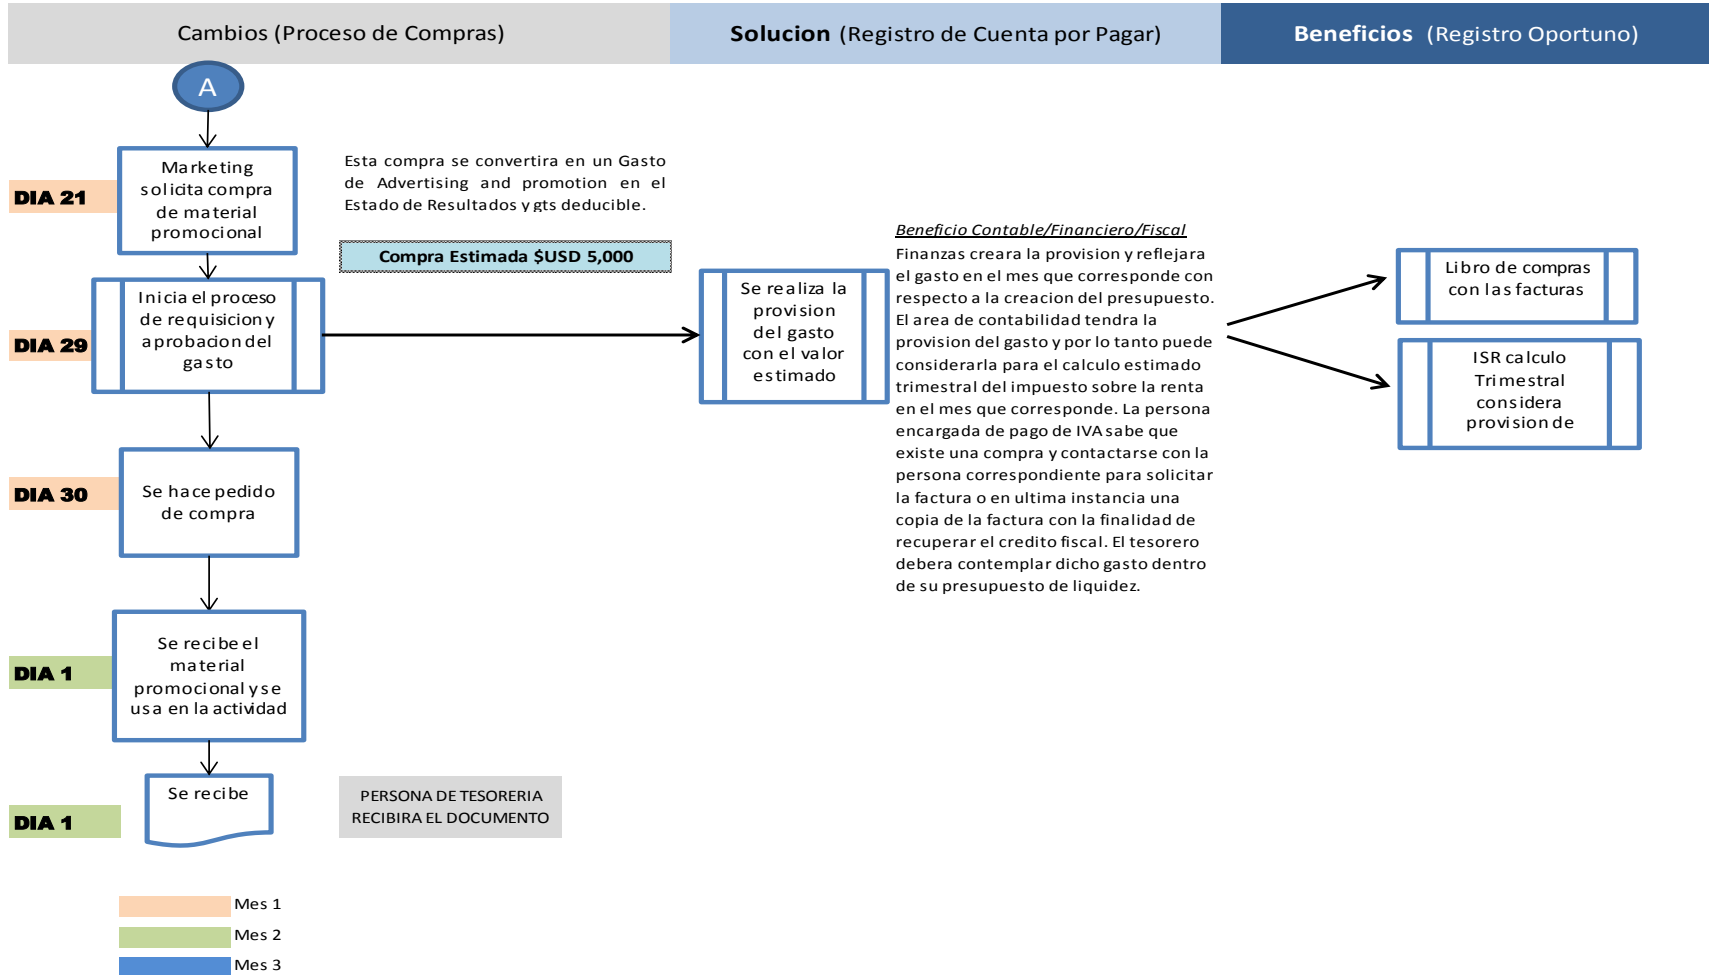 Cambios (Proceso de Compras)
Solucion (Registro de Cuenta por Pagar)
Beneficios (Registro Oportuno)
A
DIA 21
Marketing
solicita compra
de material
promocional
Esta compra se convertira en un Gasto
de Advertising and promotion en el
Estado de Resultados y gts deducible.
Compra Estimada $USD 5,000
DIA 29
Inicia el proceso
de requisicion y
aprobacion del
gasto
Se realiza la
provision
del gasto
con el valor
estimado
Beneficio Contable/Financiero/Fiscal
Finanzas creara la provision y reflejara
el gasto en el mes que corresponde con
respecto a la creacion del presupuesto.
El area de contabilidad tendra la
provision del gasto y por lo tanto puede
considerarla para el calculo estimado
trimestral del impuesto sobre la renta
en el mes que corresponde. La persona
encargada de pago de IVA sabe que
existe una compra y contactarse con la
persona correspondiente para solicitar
la factura o en ultima instancia una
copia de la factura con la finalidad de
recuperar el credito fiscal. El tesorero
debera contemplar dicho gasto dentro
de su presupuesto de liquidez.
Libro de compras
con las facturas
ISR calculo
Trimestral
considera
provision de
DIA 30
Se hace pedido
de compra
DIA 1
Se recibe el
material
promocional y se
usa en la actividad
DIA 1
Se recibe
PERSONA DE TESORERIA
RECIBIRA EL DOCUMENTO
Mes 1
Mes 2
Mes 3